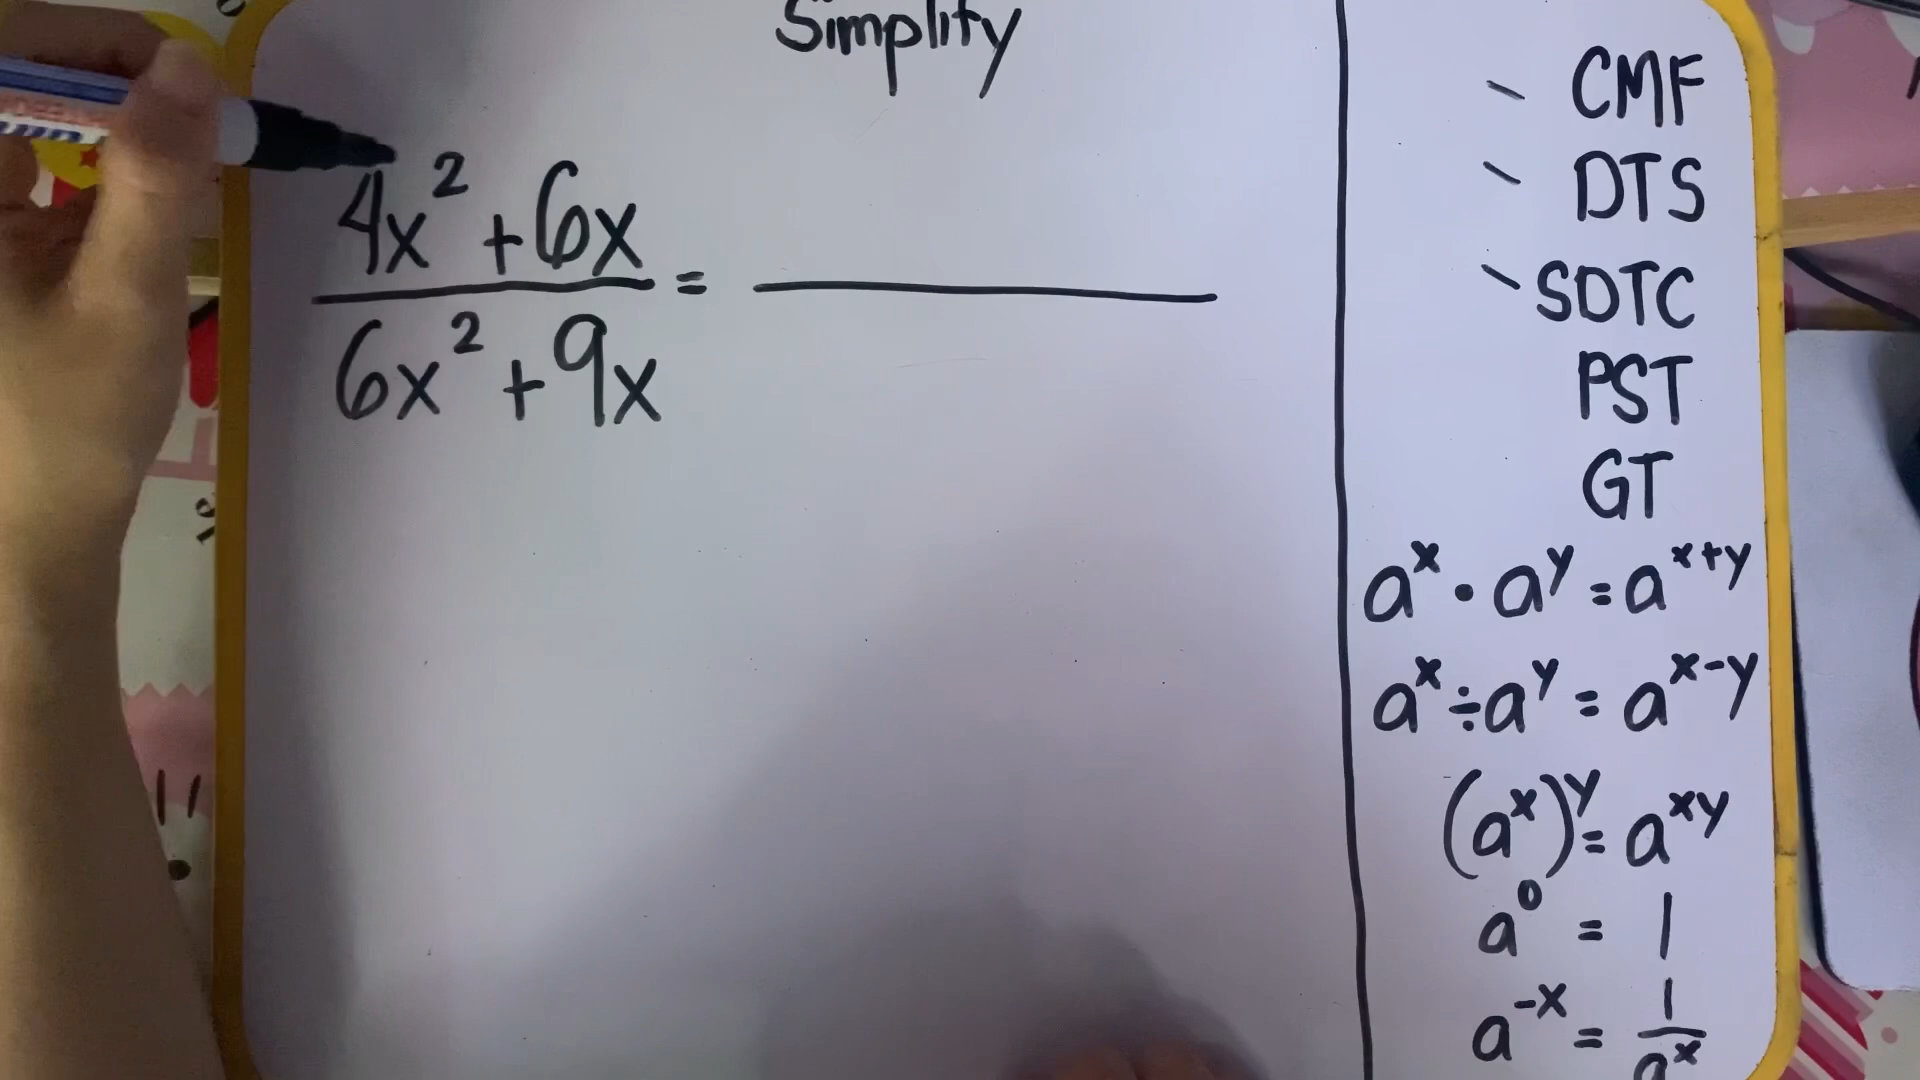 Simplify
4x² + 6x
6x² + 9x
=
- CMF
- DTS
- SDTC
PST
GT
aˣ · aʸ = aˣ⁺ʸ
aˣ ÷ aʸ = aˣ⁻ʸ
(aˣ)ʸ = aˣʸ
a⁰ = 1
a⁻ˣ = 1/aˣ